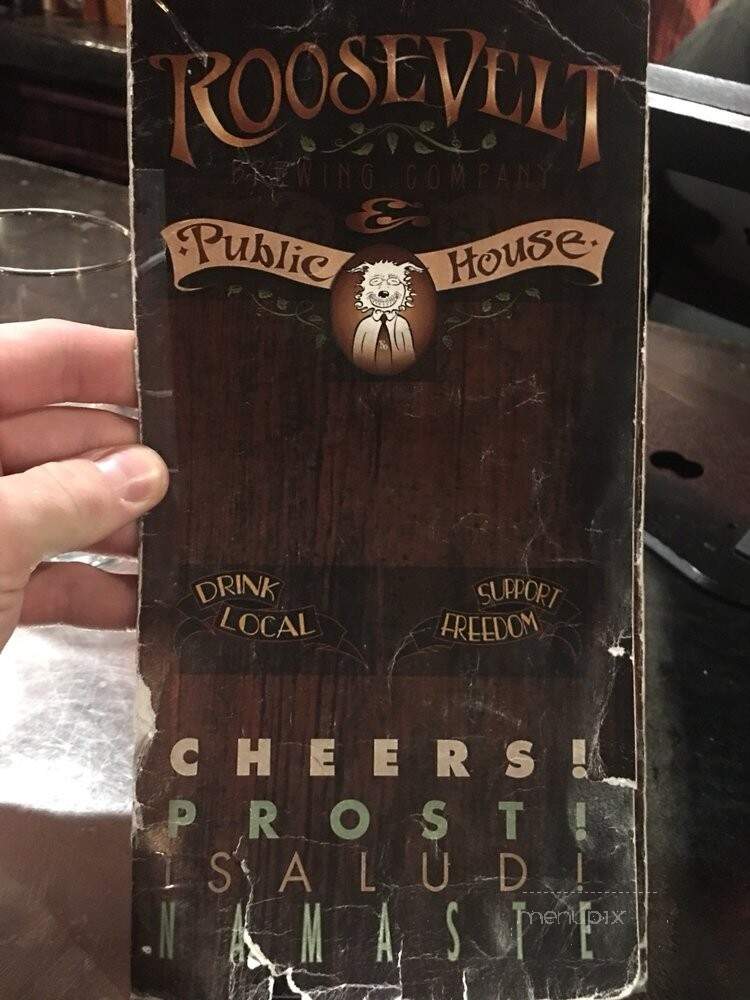 ROOSEVELT
BREWING COMPANY
&
·Public House·
DRINK LOCAL
SUPPORT FREEDOM
CHEERS!
PROST!
¡SALUD!
NAMASTE
menupix